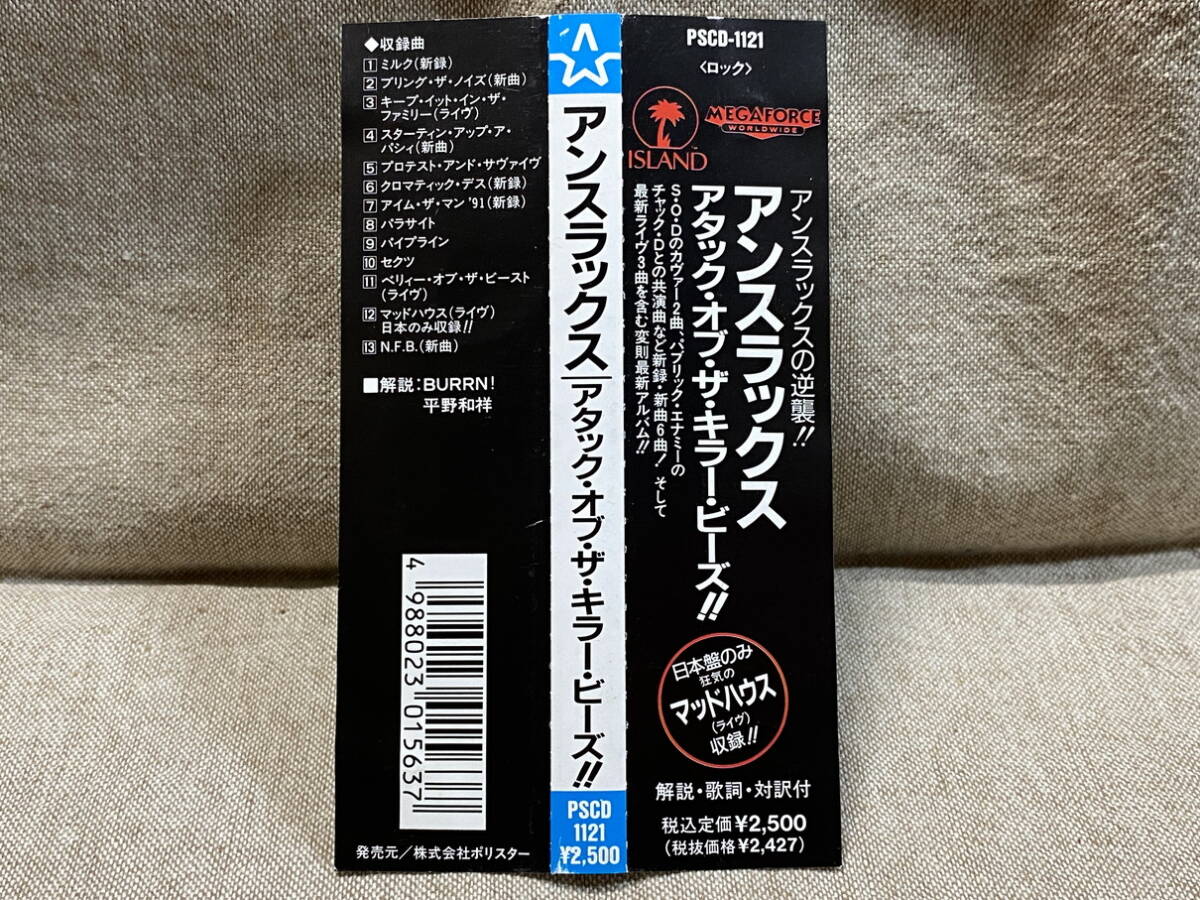 ◆収録曲
1 ミルク(新録)
2 ブリング・ザ・ノイズ(新曲)
3 キープ・イット・イン・ザ・
ファミリー(ライヴ)
4 スターティン・アップ・ア・
パシィ(新曲)
5 プロテスト・アンド・サヴァイヴ
6 クロマティック・デス(新録)
7 アイム・ザ・マン '91(新録)
8 パラサイト
9 パイプライン
10 セクツ
11 ベリィー・オブ・ザ・ビースト
(ライヴ)
12 マッドハウス(ライヴ)
日本のみ収録!!
13 N.F.B.(新曲)
■解説:BURRN!
平野和祥
4 988023 015637
発売元/株式会社ポリスター
アンスラックス|アタック・オブ・ザ・キラー・ビーズ!!
PSCD
1121
¥2,500
PSCD-1121
〈ロック〉
ISLAND
TM
MEGAFORCE
WORLDWIDE
アンスラックスの逆襲!!
アンスラックス
アタック・オブ・ザ・キラー・ビーズ!!
S・O・Dのカヴァー2曲、パブリック・エナミーの
チャック・Dとの共演曲など新録・新曲6曲! そして
最新ライヴ3曲を含む変則最新アルバム!!
日本盤のみ
狂気の
マッドハウス
(ライヴ)
収録!!
解説・歌詞・対訳付
税込定価¥2,500
(税抜価格¥2,427)